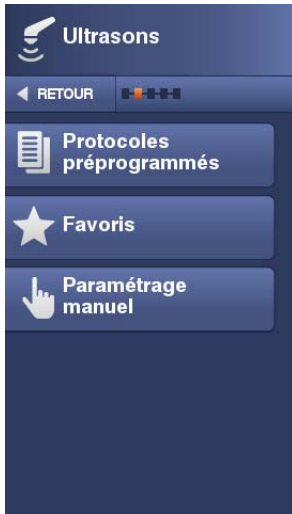 Ultrasons
RETOUR
Protocoles
préprogrammés
Favoris
Paramétrage
manuel